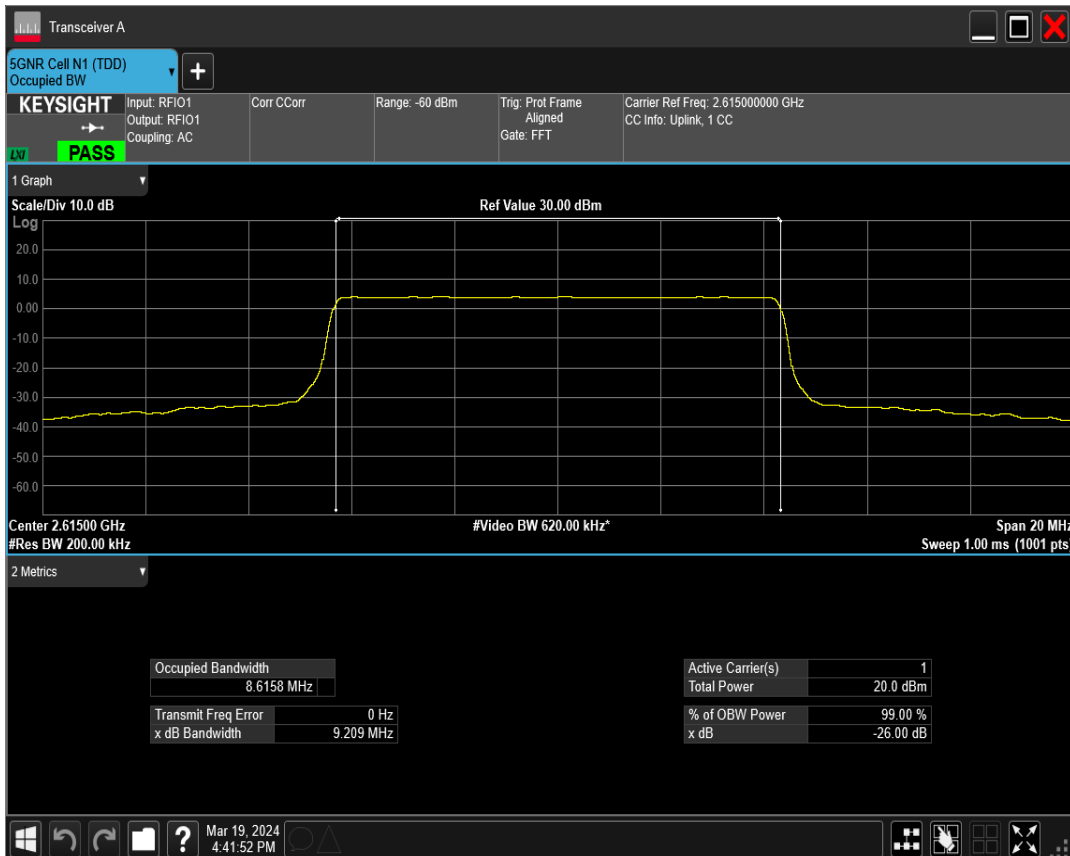 Transceiver A
5GNR Cell N1 (TDD)
Occupied BW
KEYSIGHT
LXI
PASS
Input: RFIO1
Output: RFIO1
Coupling: AC
Corr CCorr
Range: -60 dBm
Trig: Prot Frame
Aligned
Gate: FFT
Carrier Ref Freq: 2.615000000 GHz
CC Info: Uplink, 1 CC
1 Graph
Scale/Div 10.0 dB
Ref Value 30.00 dBm
Log
20.0
10.0
0.00
-10.0
-20.0
-30.0
-40.0
-50.0
-60.0
Center 2.61500 GHz
#Video BW 620.00 kHz*
Span 20 MHz
#Res BW 200.00 kHz
Sweep 1.00 ms (1001 pts)
2 Metrics
Occupied Bandwidth
8.6158 MHz
Transmit Freq Error 0 Hz
x dB Bandwidth 9.209 MHz
Active Carrier(s) 1
Total Power 20.0 dBm
% of OBW Power 99.00 %
x dB -26.00 dB
?
Mar 19, 2024
4:41:52 PM